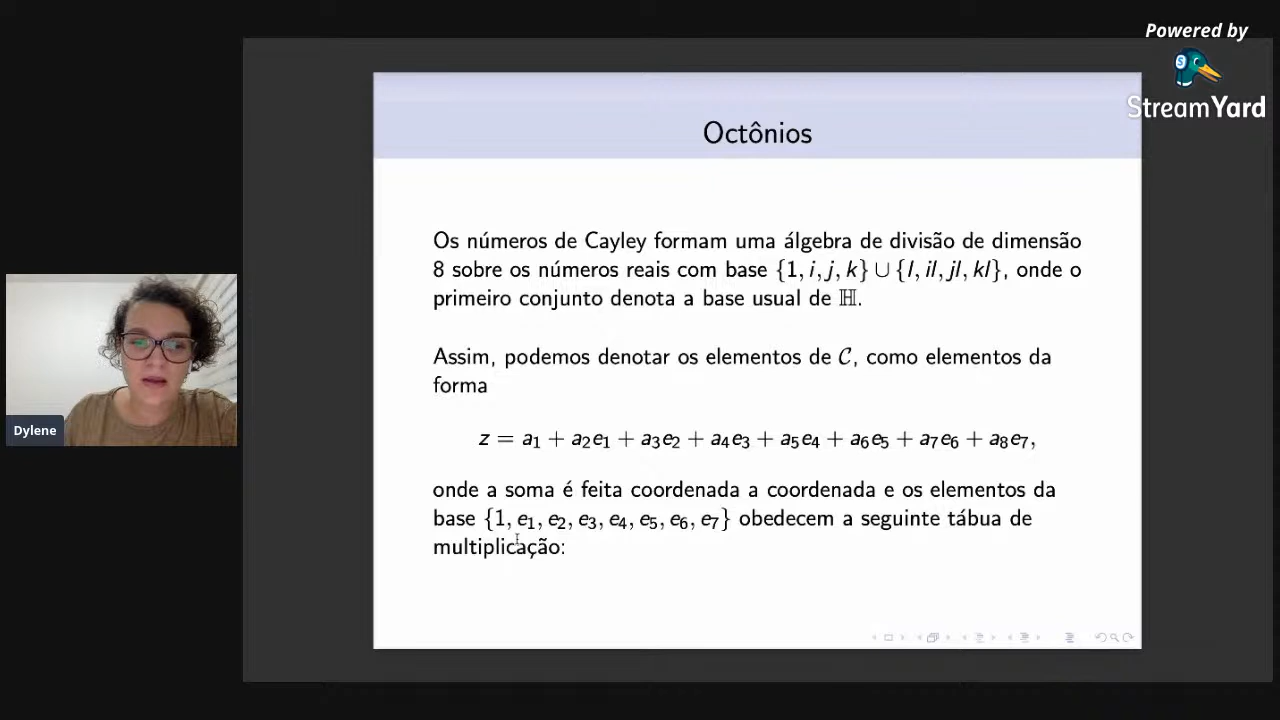 Powered by
StreamYard
Octônios
Os números de Cayley formam uma álgebra de divisão de dimensão
8 sobre os números reais com base {1, i, j, k} ∪ {l, il, jl, kl}, onde o
primeiro conjunto denota a base usual de ℍ.
Assim, podemos denotar os elementos de 𝒞, como elementos da
forma
z = a₁ + a₂e₁ + a₃e₂ + a₄e₃ + a₅e₄ + a₆e₅ + a₇e₆ + a₈e₇,
onde a soma é feita coordenada a coordenada e os elementos da
base {1, e₁, e₂, e₃, e₄, e₅, e₆, e₇} obedecem a seguinte tábua de
multiplicação:
Dylene